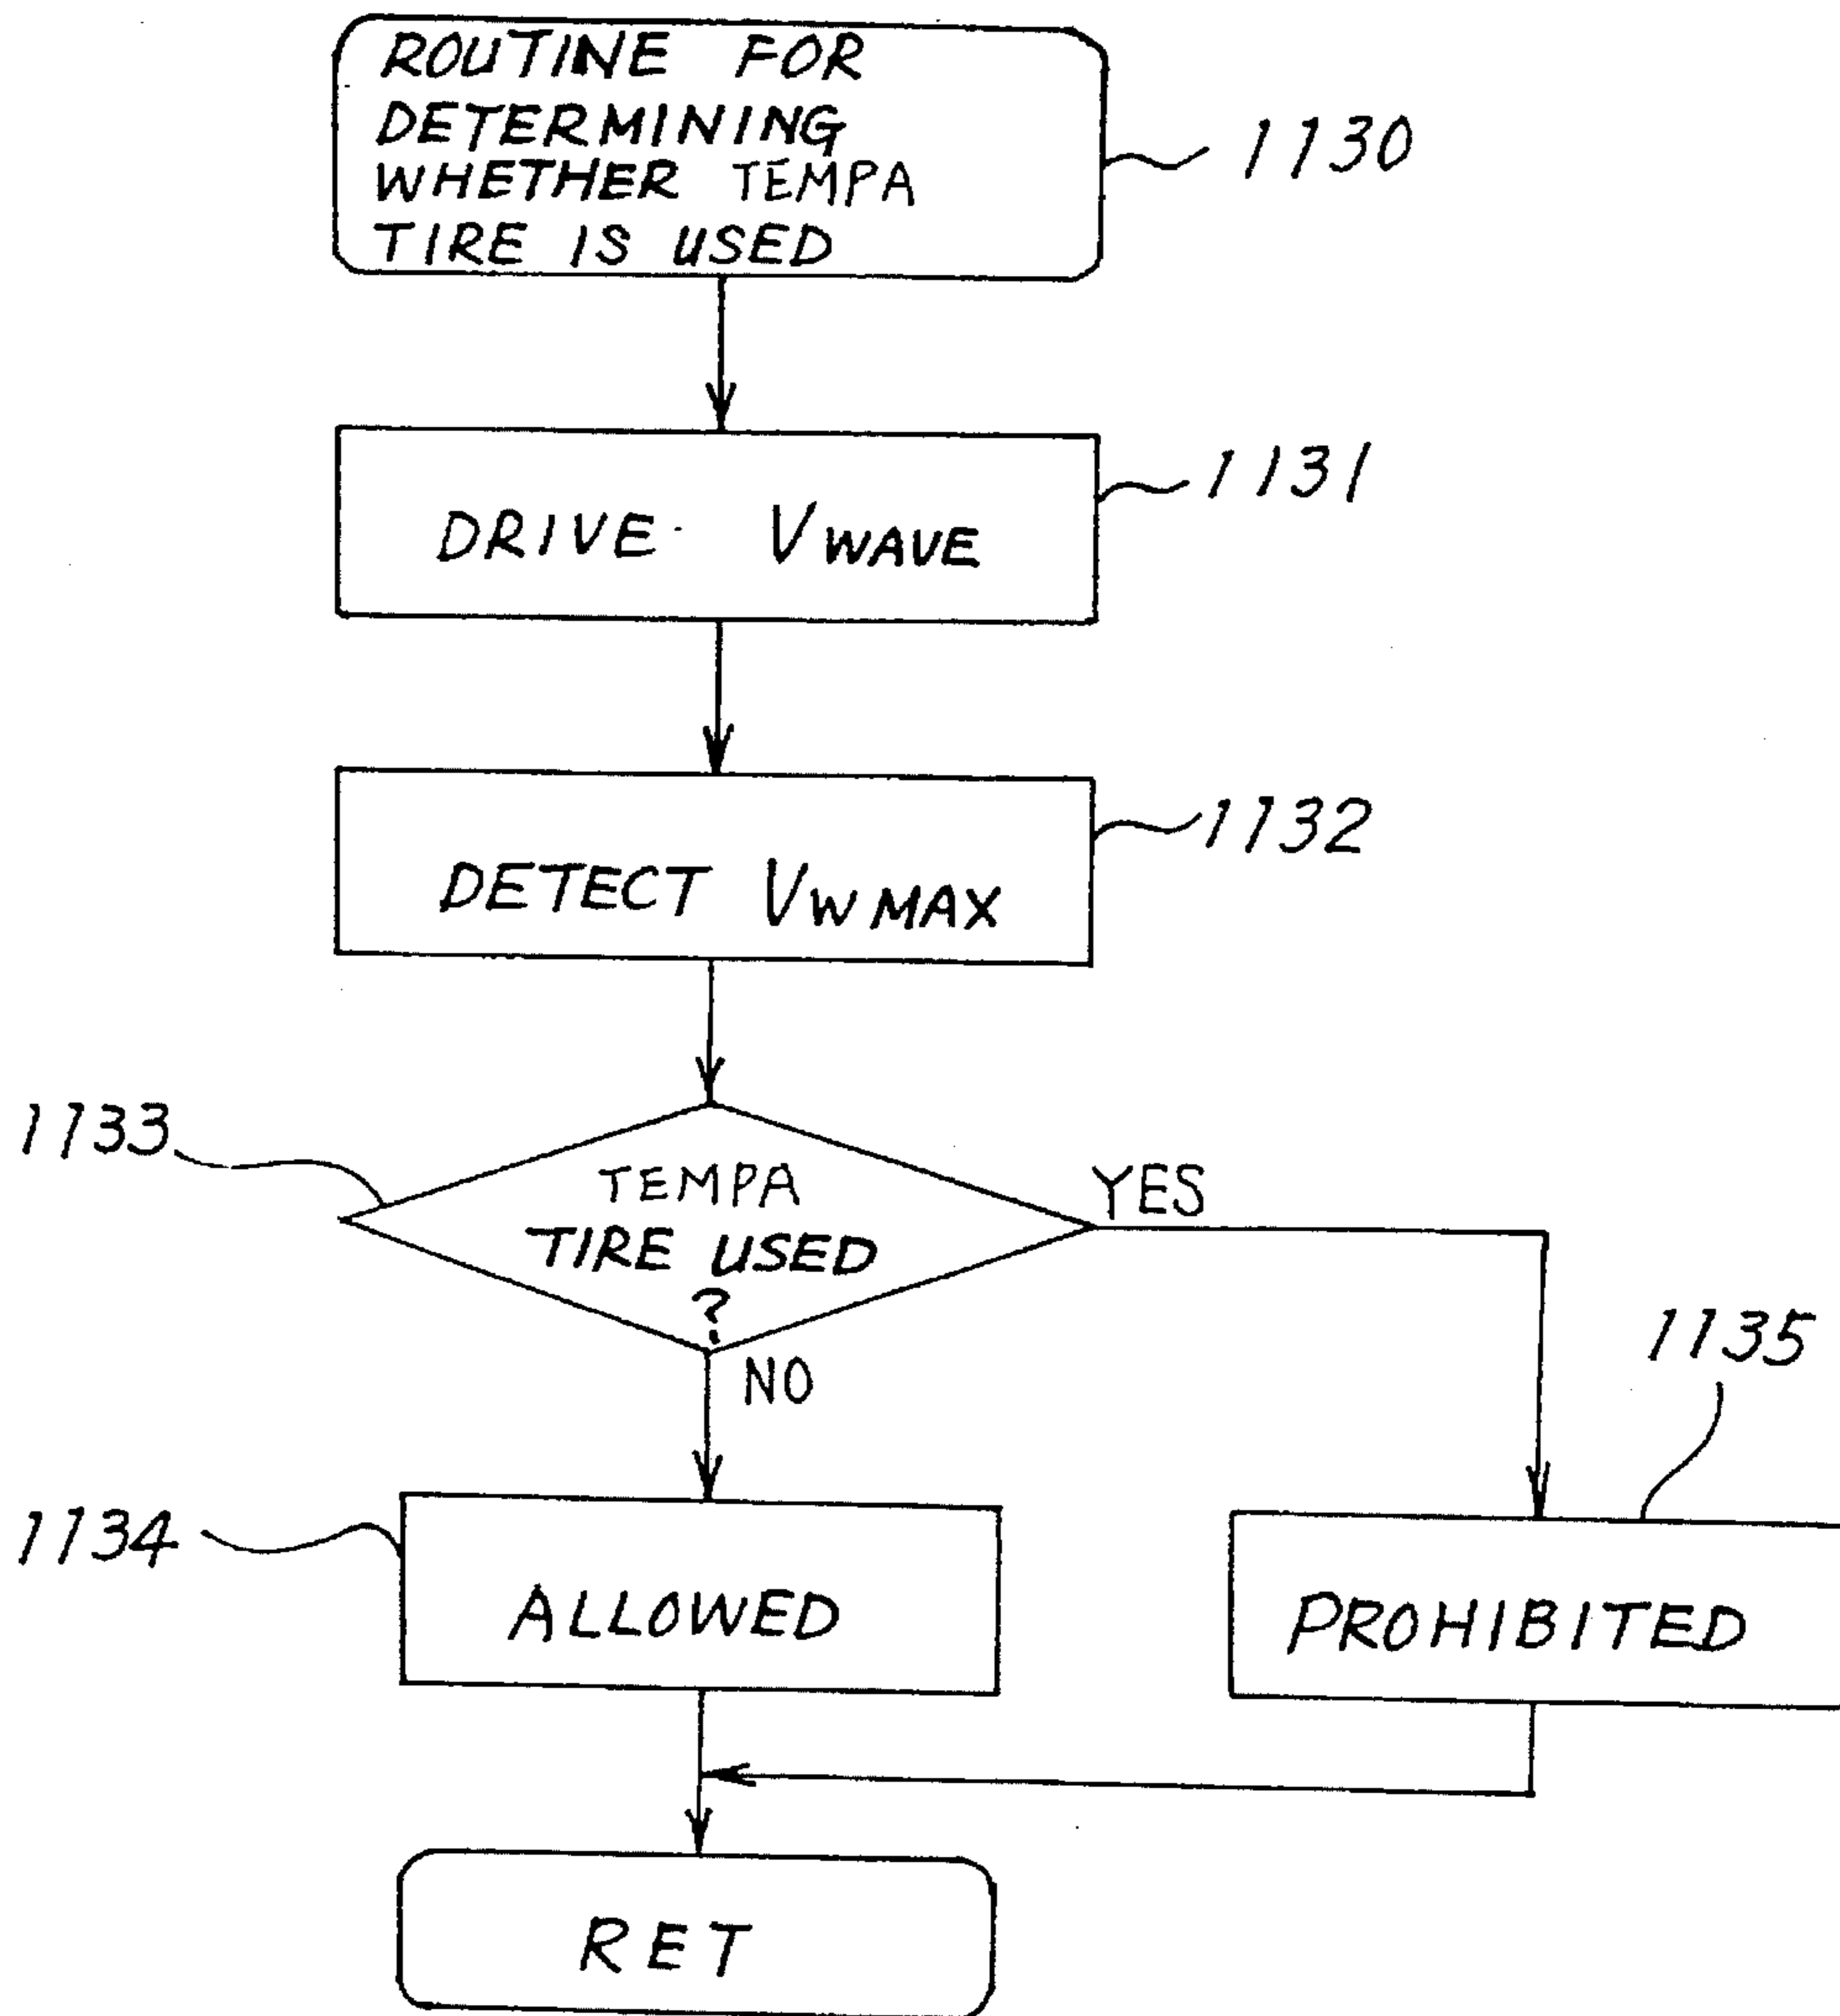 ROUTINE FOR
DETERMINING
WHETHER TEMPA
TIRE IS USED
1130
1131
DRIVE VWAVE
1132
DETECT VWMAX
1133
TEMPA
TIRE USED
?
YES
NO
1135
1134
ALLOWED
PROHIBITED
RET